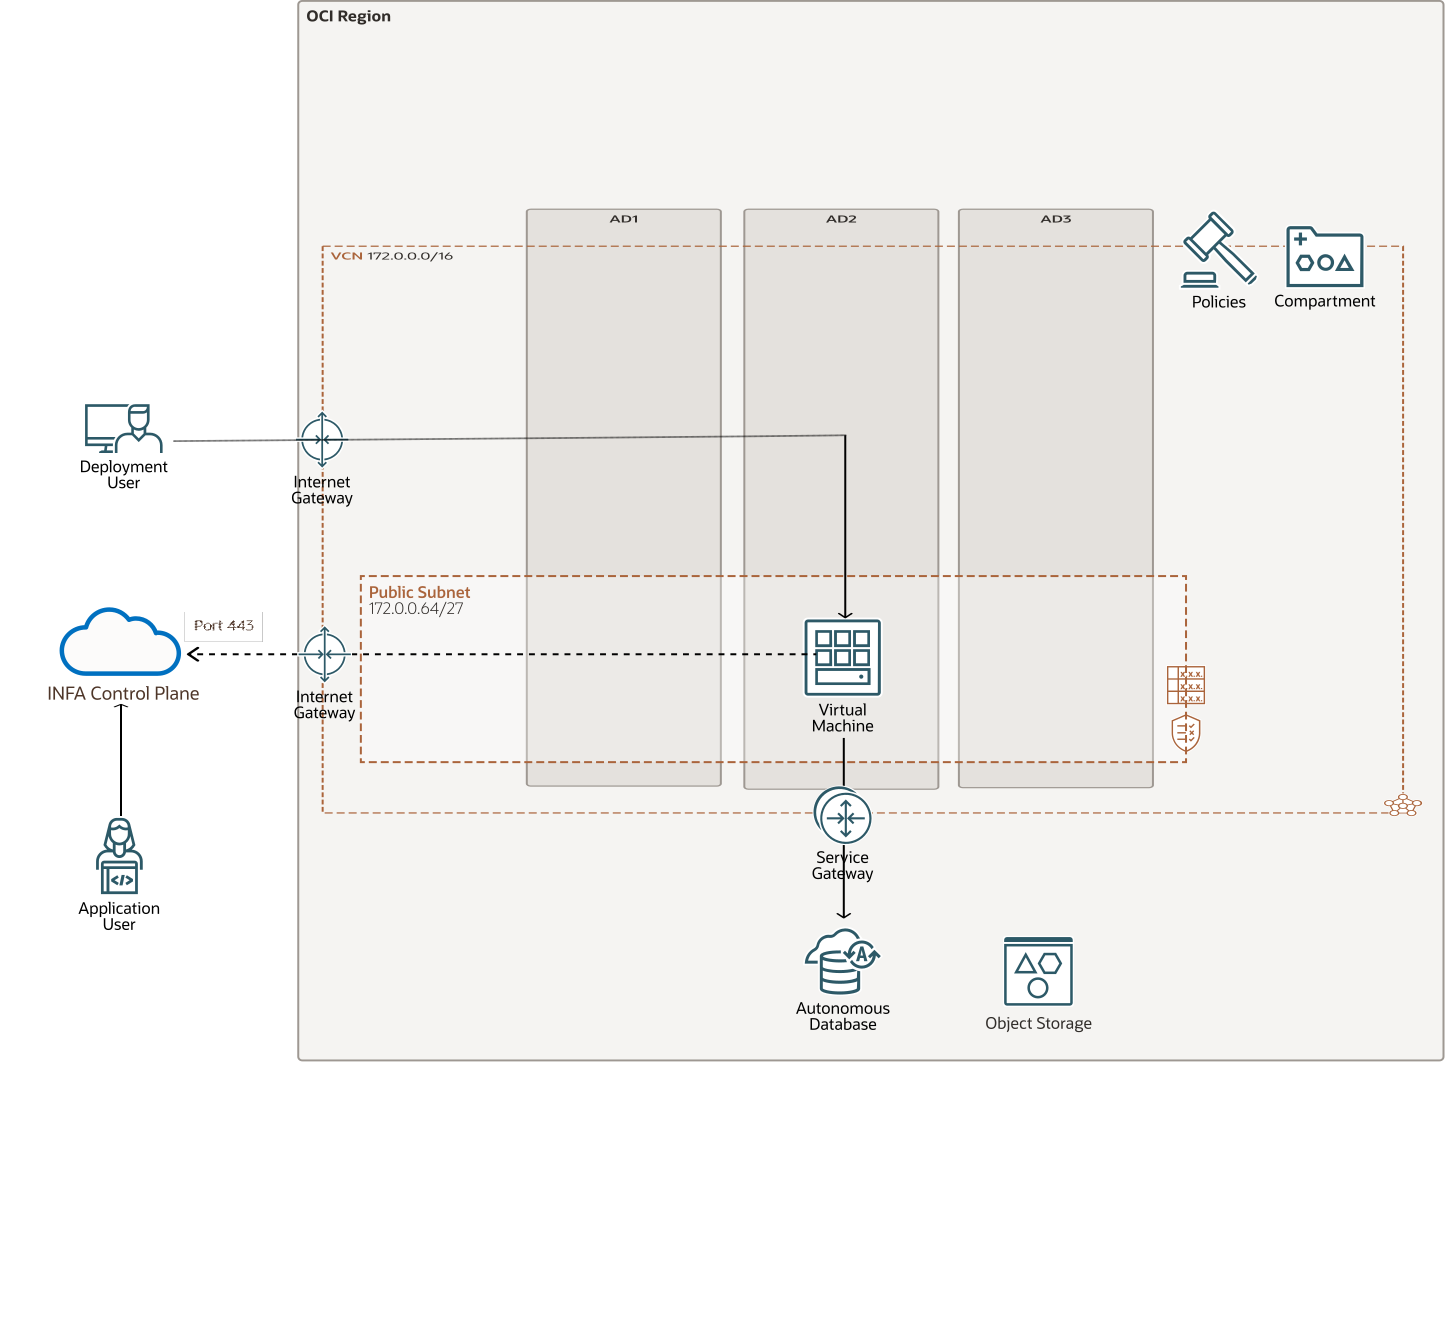 OCI Region
AD1
AD2
AD3
VCN 172.0.0.0/16
Policies
Compartment
Deployment
User
Internet
Gateway
Public Subnet
172.0.0.64/27
Port 443
INFA Control Plane
Internet
Gateway
Virtual
Machine
x.x.x.
x.x.x.
x.x.x.
Service
Gateway
</>
Application
User
A
Autonomous
Database
Object Storage